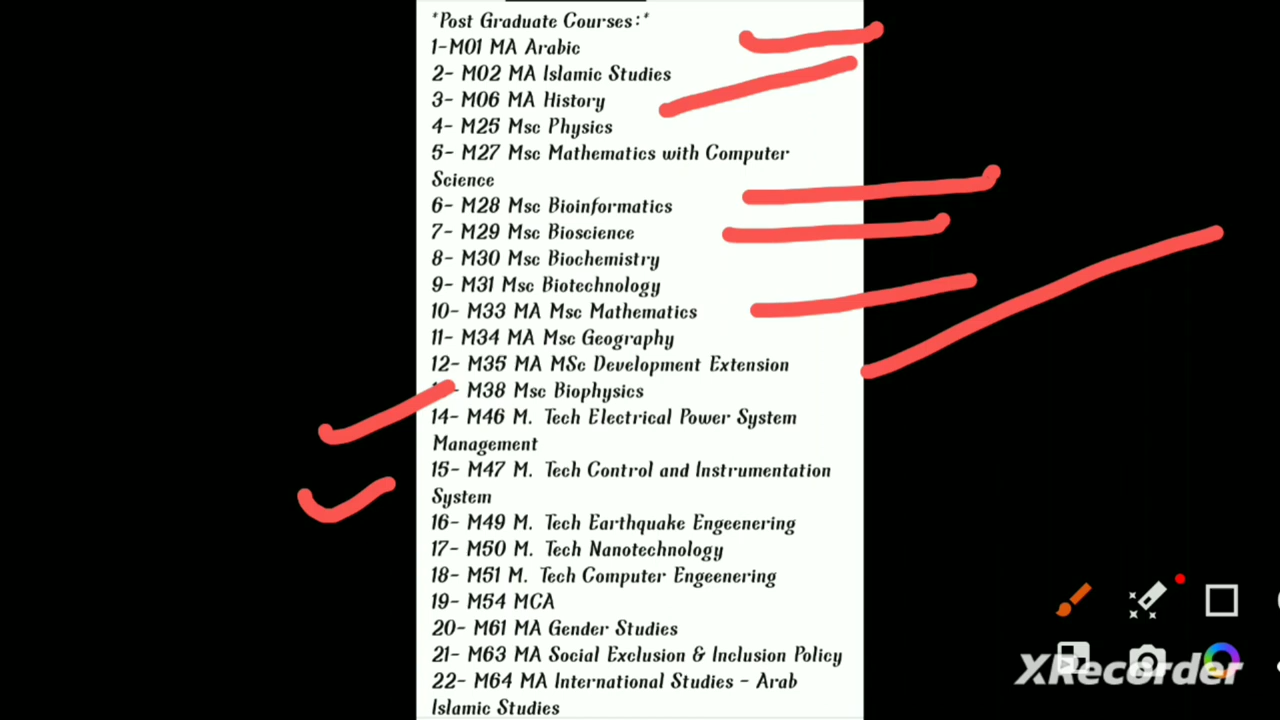 *Post Graduate Courses:*
1-M01 MA Arabic
2- M02 MA Islamic Studies
3- M06 MA History
4- M25 Msc Physics
5- M27 Msc Mathematics with Computer
Science
6- M28 Msc Bioinformatics
7- M29 Msc Bioscience
8- M30 Msc Biochemistry
9- M31 Msc Biotechnology
10- M33 MA Msc Mathematics
11- M34 MA Msc Geography
12- M35 MA MSc Development Extension
- M38 Msc Biophysics
14- M46 M. Tech Electrical Power System
Management
15- M47 M. Tech Control and Instrumentation
System
16- M49 M. Tech Earthquake Engeenering
17- M50 M. Tech Nanotechnology
18- M51 M. Tech Computer Engeenering
19- M54 MCA
20- M61 MA Gender Studies
21- M63 MA Social Exclusion & Inclusion Policy
22- M64 MA International Studies - Arab
Islamic Studies
XRecorder